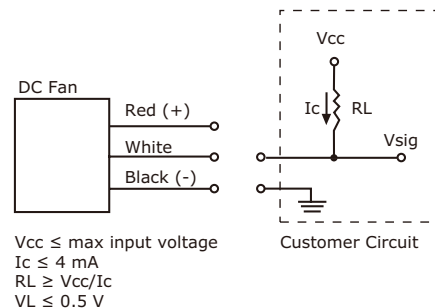 Vcc
DC Fan
Ic
RL
Red (+)
Vsig
White
Black (-)
Vcc ≤ max input voltage
Customer Circuit
Ic ≤ 4 mA
RL ≥ Vcc/Ic
VL ≤ 0.5 V